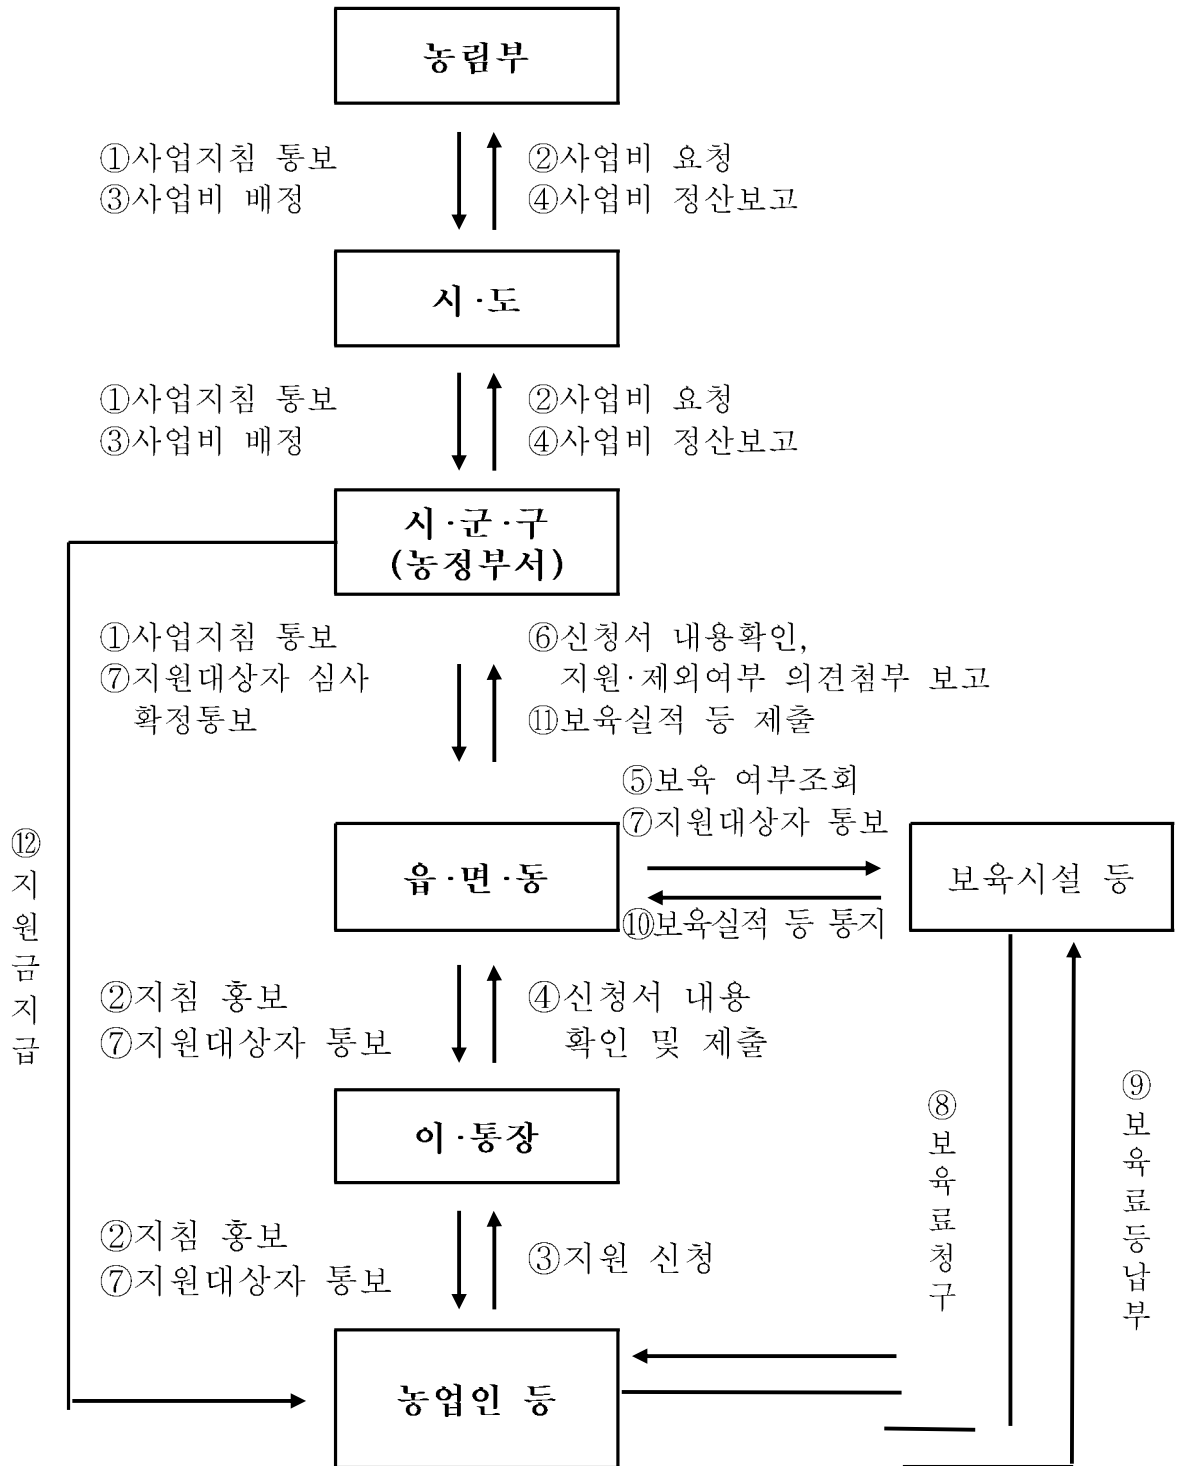 농림부
①사업지침 통보
③사업비 배정
②사업비 요청
④사업비 정산보고
시·도
①사업지침 통보
③사업비 배정
②사업비 요청
④사업비 정산보고
시·군·구
(농정부서)
①사업지침 통보
⑦지원대상자 심사
확정통보
⑥신청서 내용확인,
지원·제외여부 의견첨부 보고
⑪보육실적 등 제출
⑤보육 여부조회
⑦지원대상자 통보
읍·면·동
보육시설 등
⑩보육실적 등 통지
⑫지원금지급
②지침 홍보
⑦지원대상자 통보
④신청서 내용
확인 및 제출
이·통장
⑧보육료청구
⑨보육료등납부
②지침 홍보
⑦지원대상자 통보
③지원 신청
농업인 등